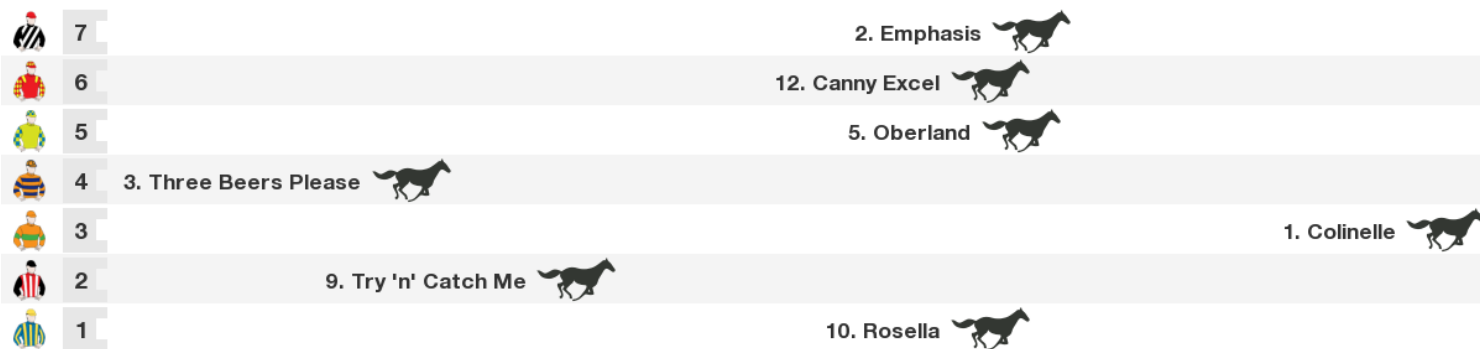 7 2. Emphasis
6 12. Canny Excel
5 5. Oberland
4 3. Three Beers Please
3 1. Colinelle
2 9. Try 'n' Catch Me
1 10. Rosella